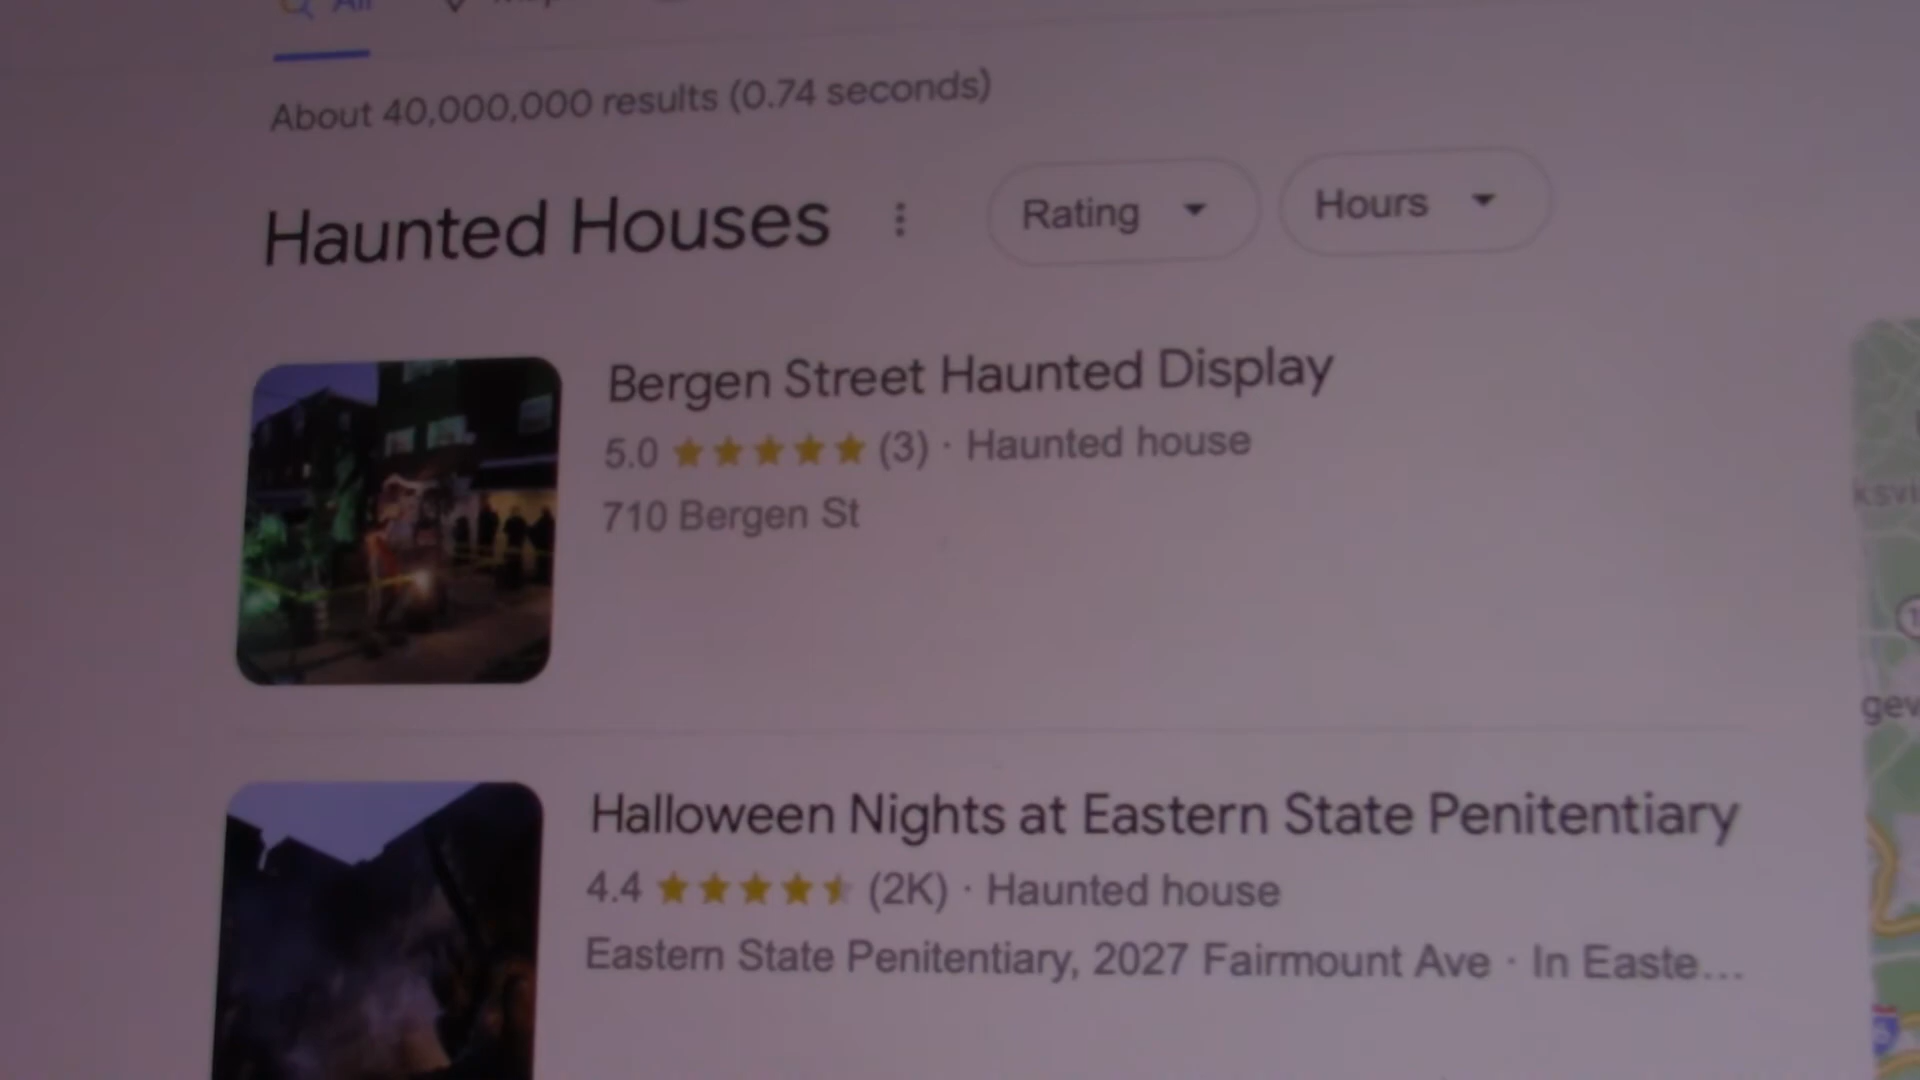 All
About 40,000,000 results (0.74 seconds)
Haunted Houses
Rating
Hours
Bergen Street Haunted Display
5.0 ★★★★★ (3) · Haunted house
710 Bergen St
Halloween Nights at Eastern State Penitentiary
4.4 (2K) · Haunted house
Eastern State Penitentiary, 2027 Fairmount Ave · In Easte...